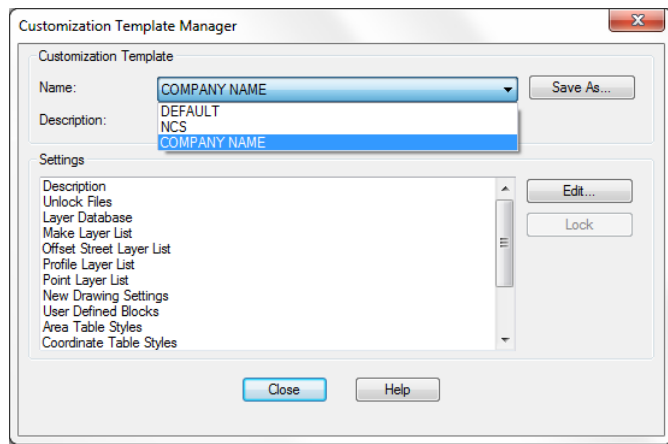 Customization Template Manager
Customization Template
Name: COMPANY NAME Save As...
DEFAULT
Description: NCS
COMPANY NAME
Settings
Description
Edit...
Unlock Files
Layer Database
Lock
Make Layer List
Offset Street Layer List
Profile Layer List
Point Layer List
New Drawing Settings
User Defined Blocks
Area Table Styles
Coordinate Table Styles
Close Help